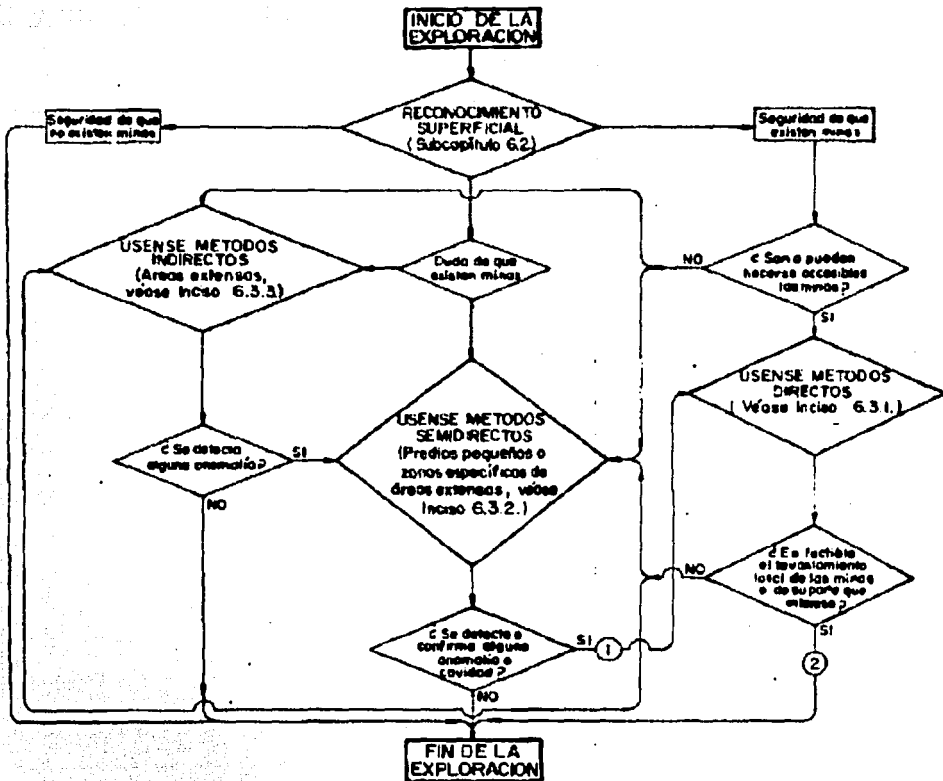 INICIO DE LA
EXPLORACION
RECONOCIMIENTO
SUPERFICIAL
(Subcapítulo 6.2)
Seguridad de que
no existen minas
Seguridad de que
existen minas
USENSE METODOS
INDIRECTOS
(Areas extensas,
véase Inciso 6.3.3.)
Duda de que
existen minas
¿Son o pueden
hacerse accesibles
las minas?
NO
SI
USENSE METODOS
DIRECTOS
(Véase Inciso 6.3.1.)
USENSE METODOS
SEMIDIRECTOS
(Predios pequeños o
zonas específicas de
áreas extensas, véase
Inciso 6.3.2.)
¿Se detecta
alguna anomalía?
SI
NO
¿Es factible
el levantamiento
total de las minas
o de su parte que
interese?
NO
SI
2
¿Se detecta o
confirma alguna
anomalía o
cavidad?
SI
1
NO
FIN DE LA
EXPLORACION